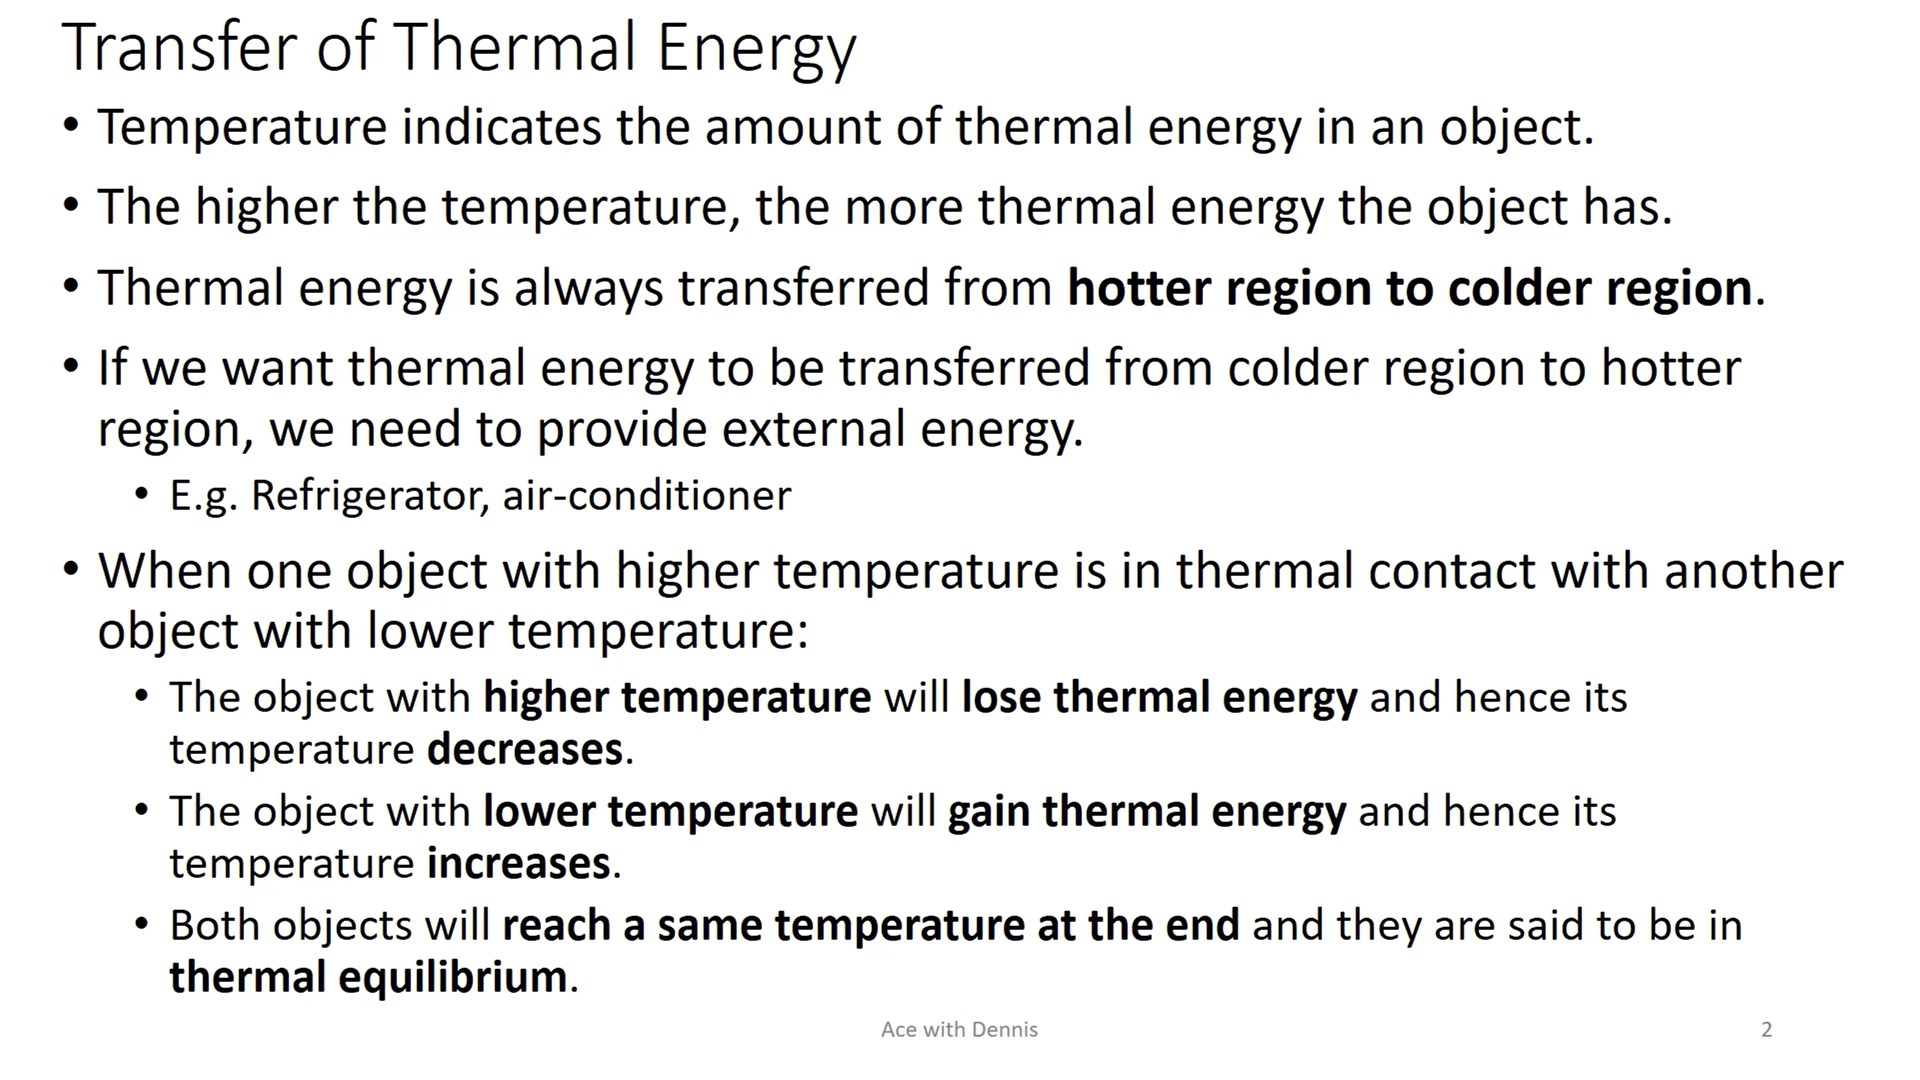 Transfer of Thermal Energy
• Temperature indicates the amount of thermal energy in an object.
• The higher the temperature, the more thermal energy the object has.
• Thermal energy is always transferred from hotter region to colder region.
• If we want thermal energy to be transferred from colder region to hotter
region, we need to provide external energy.
• E.g. Refrigerator, air-conditioner
• When one object with higher temperature is in thermal contact with another
object with lower temperature:
• The object with higher temperature will lose thermal energy and hence its
temperature decreases.
• The object with lower temperature will gain thermal energy and hence its
temperature increases.
• Both objects will reach a same temperature at the end and they are said to be in
thermal equilibrium.
Ace with Dennis
2